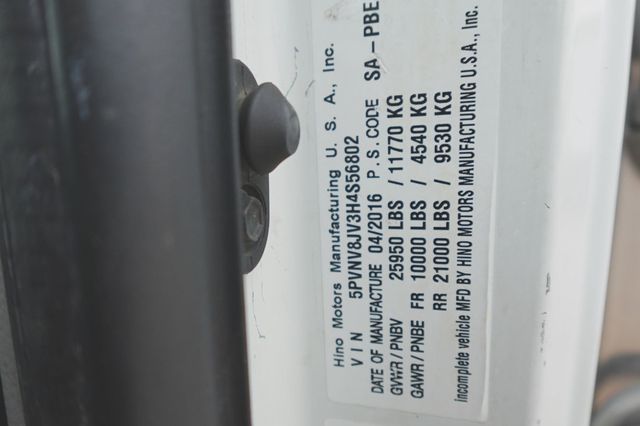 Hino Motors Manufacturing U. S. A., Inc.
VIN 5PVNV8JV3H4S56802
DATE OF MANUFACTURE 04/2016 P.S.CODE SA-PBE
GVWR/PNBV 25950 LBS / 11770 KG
GAWR/PNBE FR 10000 LBS / 4540 KG
RR 21000 LBS / 9530 KG
incomplete vehicle MFD BY HINO MOTORS MANUFACTURING U.S.A., Inc.